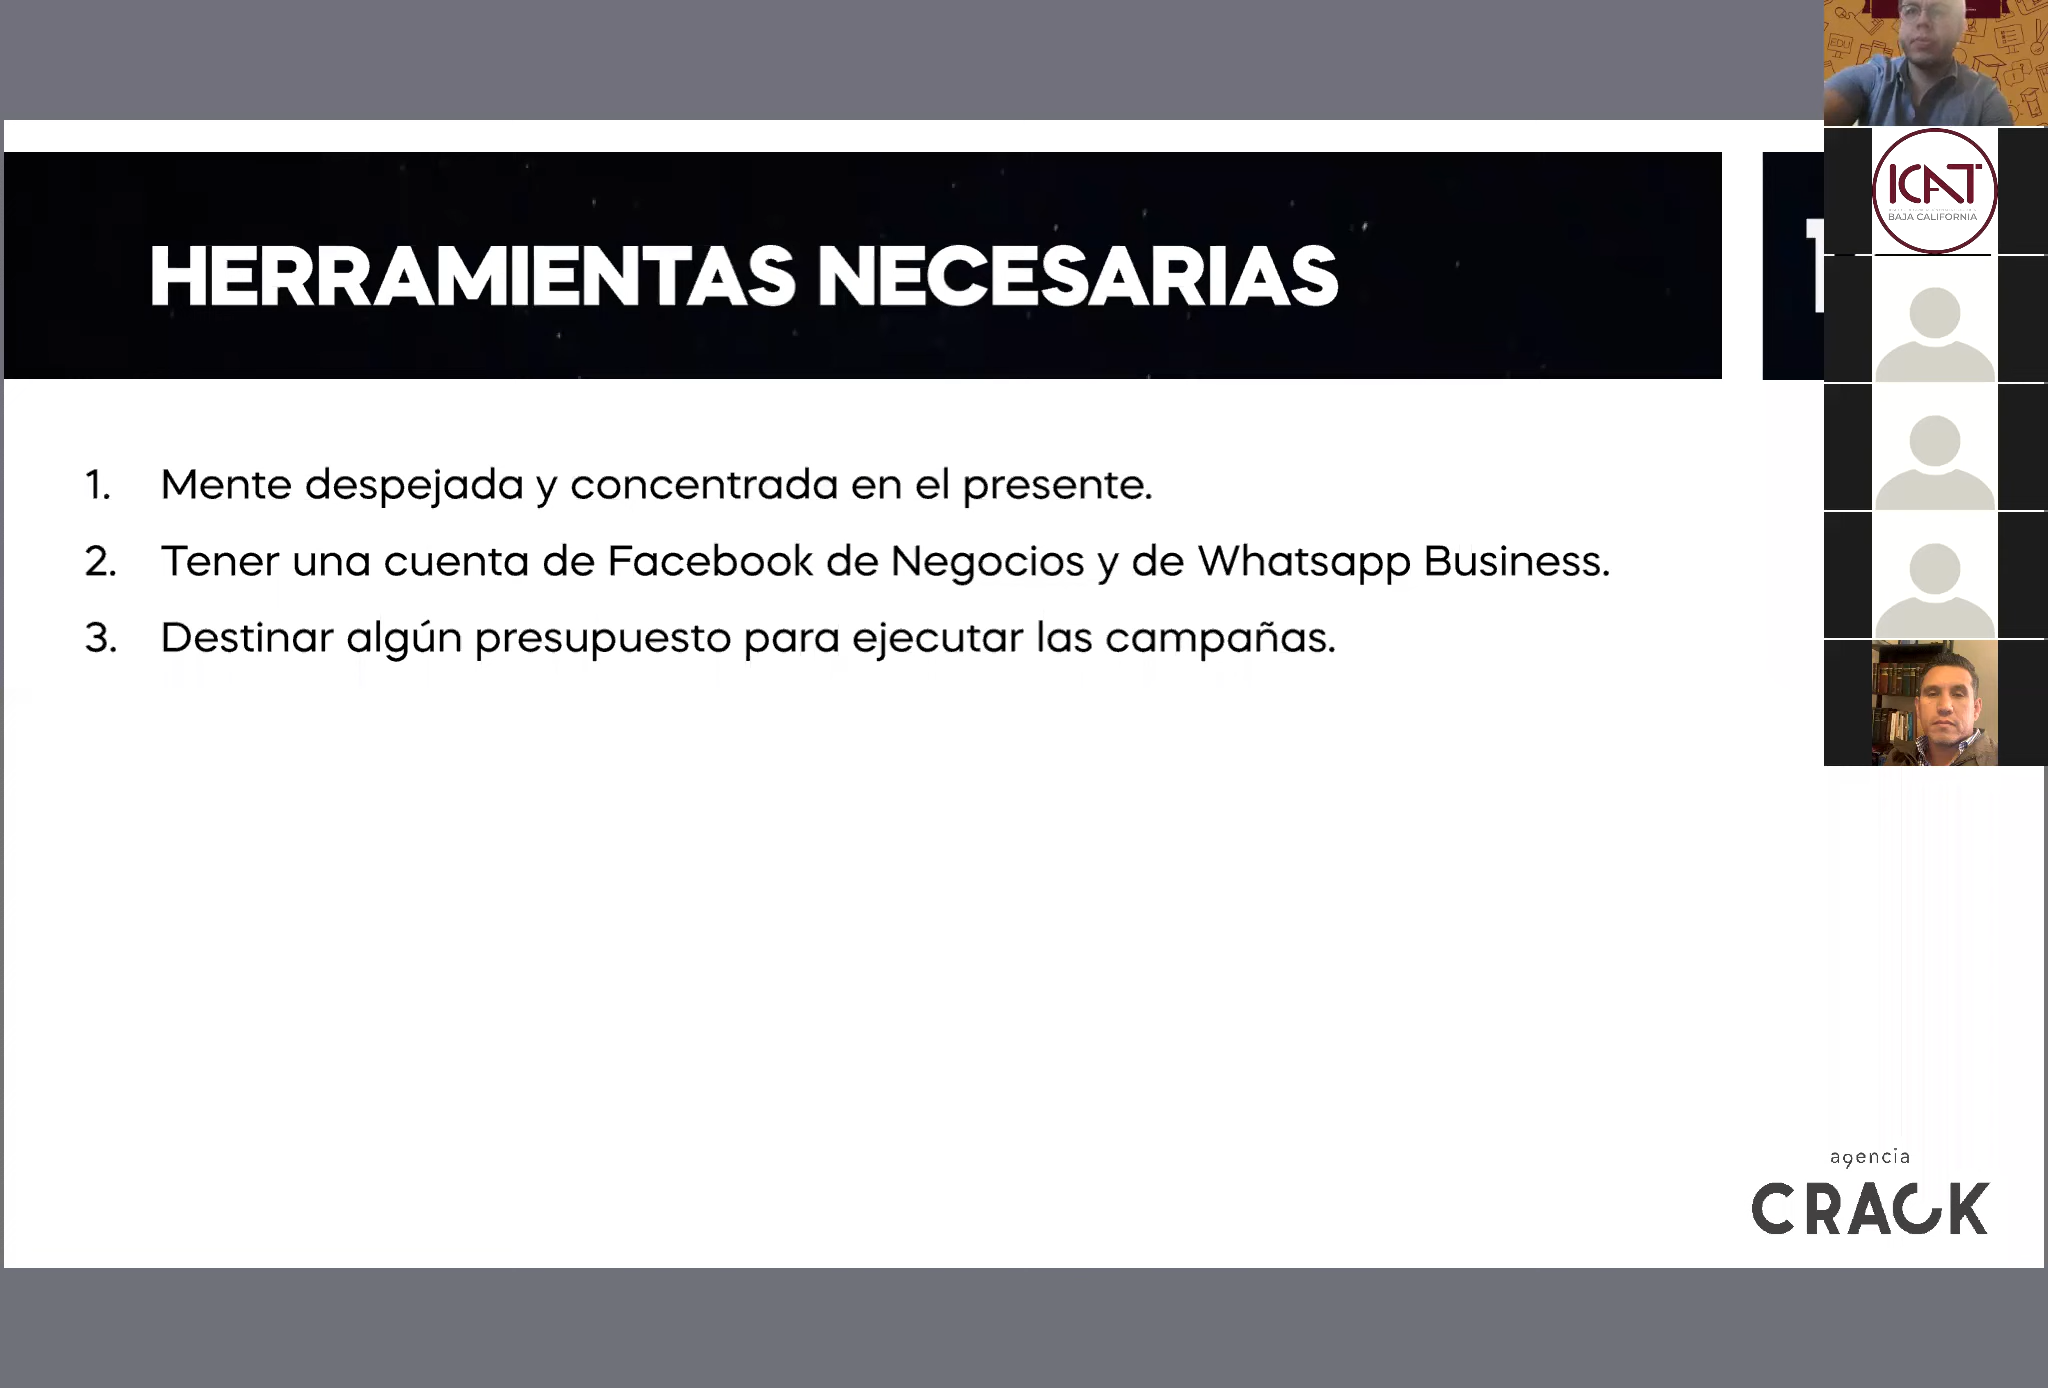 HERRAMIENTAS NECESARIAS
1. Mente despejada y concentrada en el presente.
2. Tener una cuenta de Facebook de Negocios y de Whatsapp Business.
3. Destinar algún presupuesto para ejecutar las campañas.
EDU
ICAT
BAJA CALIFORNIA
agencia
CRACK